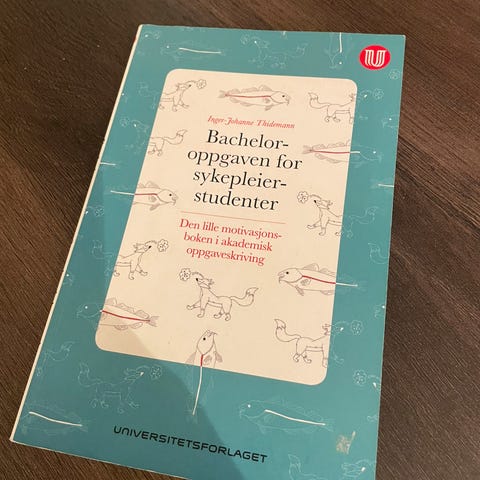 Inger-Johanne Thidemann
Bachelor-
oppgaven for
sykepleier-
studenter
Den lille motivasjons-
boken i akademisk
oppgaveskriving
UNIVERSITETSFORLAGET